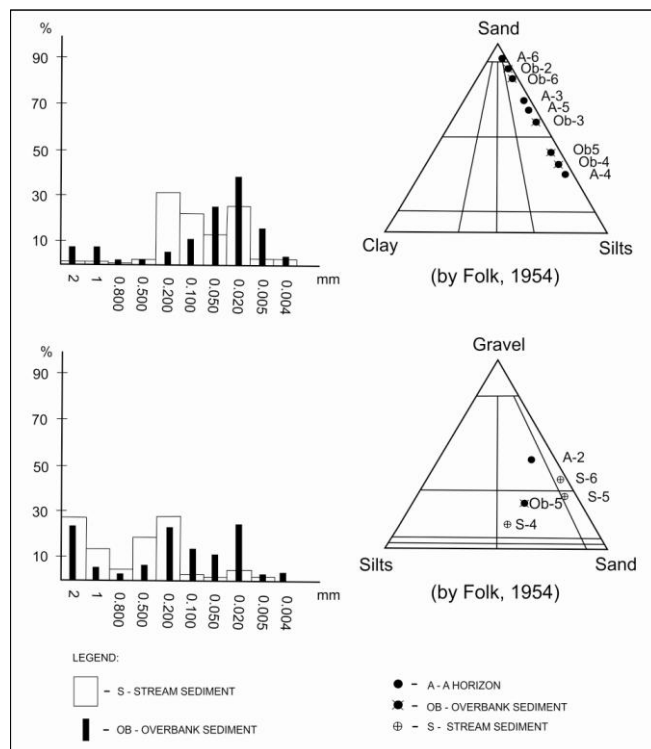 %
90
70
50
30
10
2
1
0.800
0.500
0.200
0.100
0.050
0.020
0.005
0.004
mm
Sand
A-6
Ob-2
Ob-6
A-3
A-5
Ob-3
Ob5
Ob-4
A-4
Clay
Silts
(by Folk, 1954)
%
90
70
50
30
10
2
1
0.800
0.500
0.200
0.100
0.050
0.020
0.005
0.004
mm
Gravel
A-2
S-6
S-5
Ob-5
S-4
Silts
Sand
(by Folk, 1954)
LEGEND:
– S - STREAM SEDIMENT
– OB - OVERBANK SEDIMENT
– A - A HORIZON
– OB - OVERBANK SEDIMENT
– S - STREAM SEDIMENT